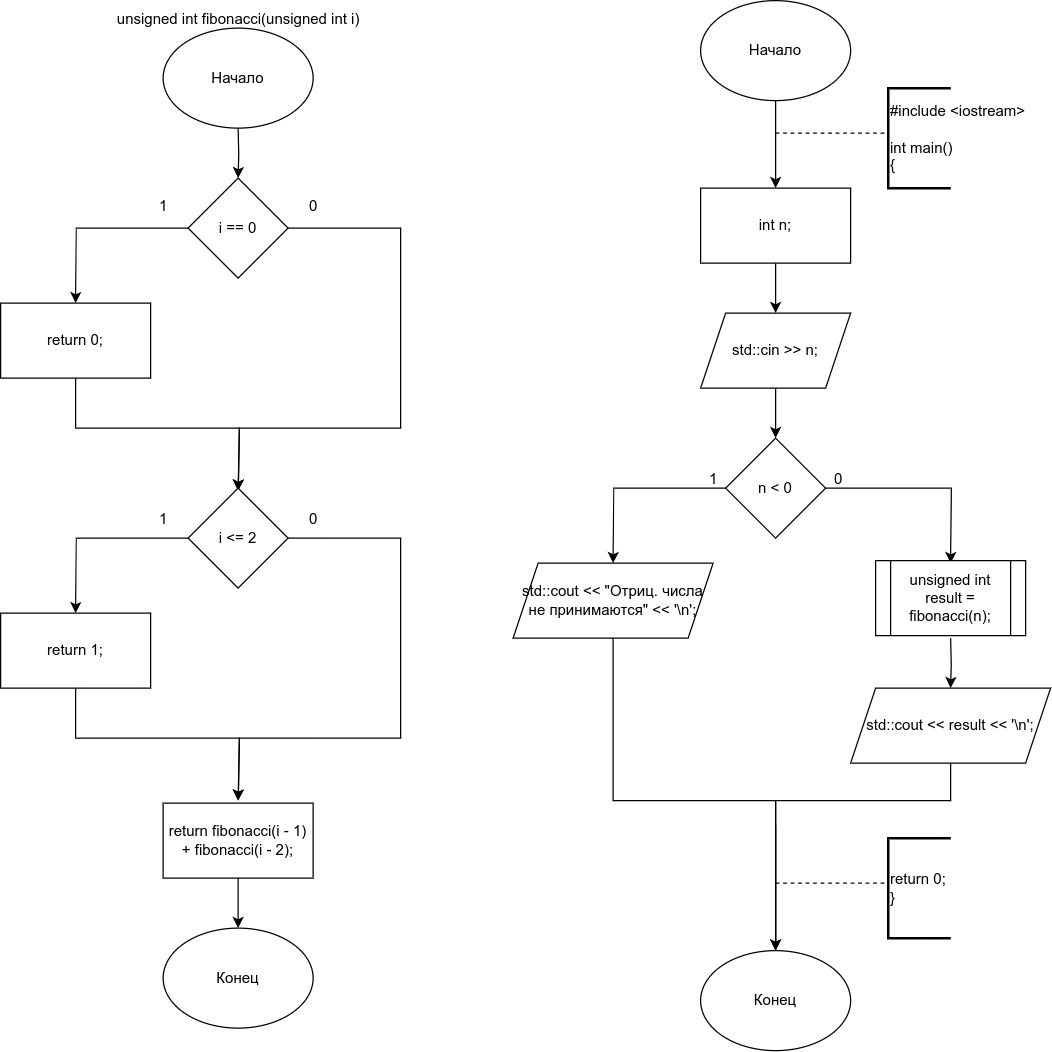 unsigned int fibonacci(unsigned int i)
Начало
1
i == 0
0
return 0;
1
i <= 2
0
return 1;
return fibonacci(i - 1)
+ fibonacci(i - 2);
Конец
Начало
#include <iostream>
int main()
{
int n;
std::cin >> n;
1
n < 0
0
std::cout << "Отриц. числа
не принимаются" << '\n';
unsigned int
result =
fibonacci(n);
std::cout << result << '\n';
return 0;
}
Конец